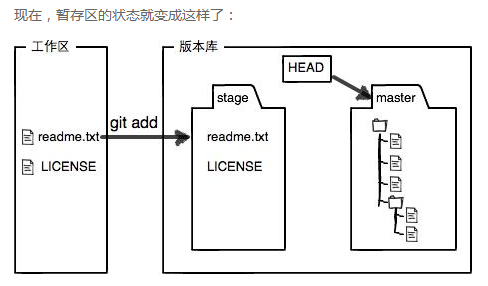 现在，暂存区的状态就变成这样了：
工作区
版本库
HEAD
stage
master
git add
readme.txt
readme.txt
LICENSE
LICENSE